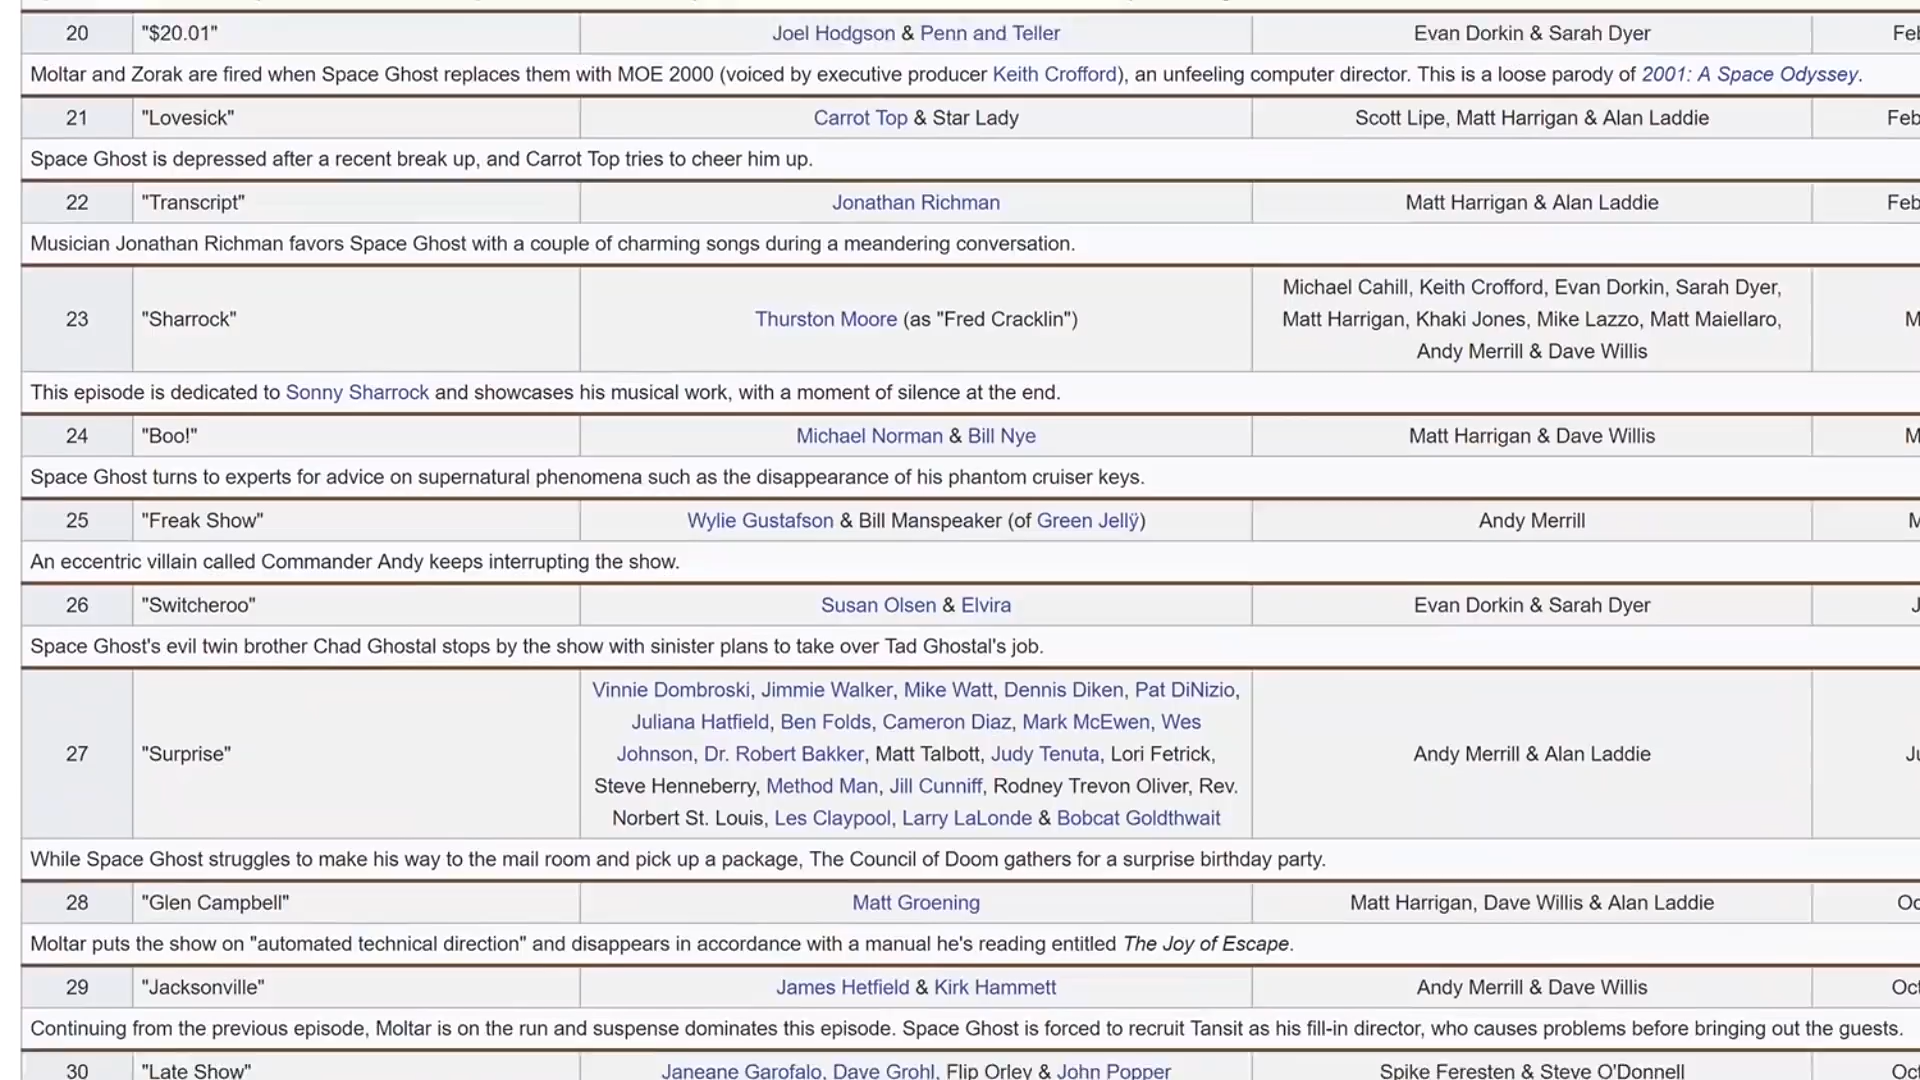 20 "$20.01" Joel Hodgson & Penn and Teller Evan Dorkin & Sarah Dyer Feb
Moltar and Zorak are fired when Space Ghost replaces them with MOE 2000 (voiced by executive producer Keith Crofford), an unfeeling computer director. This is a loose parody of 2001: A Space Odyssey.
21 "Lovesick" Carrot Top & Star Lady Scott Lipe, Matt Harrigan & Alan Laddie Feb
Space Ghost is depressed after a recent break up, and Carrot Top tries to cheer him up.
22 "Transcript" Jonathan Richman Matt Harrigan & Alan Laddie Feb
Musician Jonathan Richman favors Space Ghost with a couple of charming songs during a meandering conversation.
Michael Cahill, Keith Crofford, Evan Dorkin, Sarah Dyer,
23 "Sharrock" Thurston Moore (as "Fred Cracklin") Matt Harrigan, Khaki Jones, Mike Lazzo, Matt Maiellaro, M
Andy Merrill & Dave Willis
This episode is dedicated to Sonny Sharrock and showcases his musical work, with a moment of silence at the end.
24 "Boo!" Michael Norman & Bill Nye Matt Harrigan & Dave Willis M
Space Ghost turns to experts for advice on supernatural phenomena such as the disappearance of his phantom cruiser keys.
25 "Freak Show" Wylie Gustafson & Bill Manspeaker (of Green Jellÿ) Andy Merrill M
An eccentric villain called Commander Andy keeps interrupting the show.
26 "Switcheroo" Susan Olsen & Elvira Evan Dorkin & Sarah Dyer J
Space Ghost's evil twin brother Chad Ghostal stops by the show with sinister plans to take over Tad Ghostal's job.
Vinnie Dombroski, Jimmie Walker, Mike Watt, Dennis Diken, Pat DiNizio,
Juliana Hatfield, Ben Folds, Cameron Diaz, Mark McEwen, Wes
27 "Surprise" Johnson, Dr. Robert Bakker, Matt Talbott, Judy Tenuta, Lori Fetrick, Andy Merrill & Alan Laddie Ju
Steve Henneberry, Method Man, Jill Cunniff, Rodney Trevon Oliver, Rev.
Norbert St. Louis, Les Claypool, Larry LaLonde & Bobcat Goldthwait
While Space Ghost struggles to make his way to the mail room and pick up a package, The Council of Doom gathers for a surprise birthday party.
28 "Glen Campbell" Matt Groening Matt Harrigan, Dave Willis & Alan Laddie Oc
Moltar puts the show on "automated technical direction" and disappears in accordance with a manual he's reading entitled The Joy of Escape.
29 "Jacksonville" James Hetfield & Kirk Hammett Andy Merrill & Dave Willis Oct
Continuing from the previous episode, Moltar is on the run and suspense dominates this episode. Space Ghost is forced to recruit Tansit as his fill-in director, who causes problems before bringing out the guests.
30 "Late Show" Janeane Garofalo, Dave Grohl, Flip Orley & John Popper Spike Feresten & Steve O'Donnell Oct